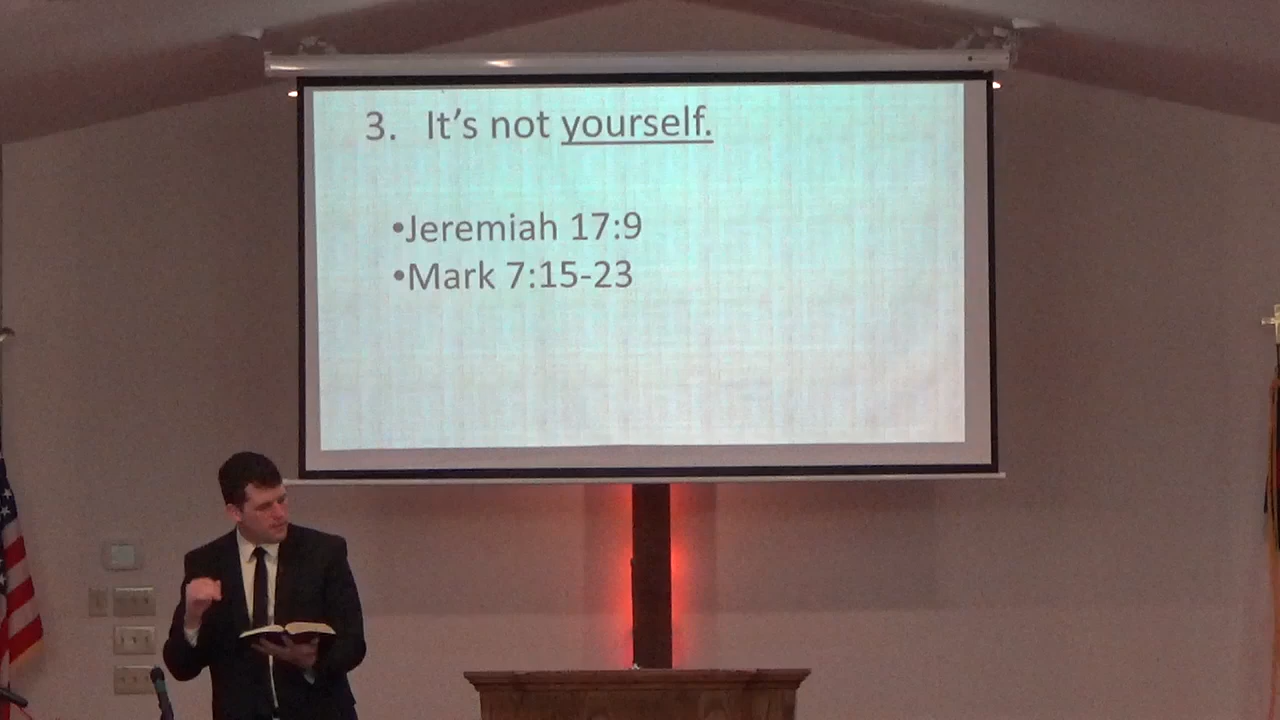 3. It’s not yourself.
•Jeremiah 17:9
•Mark 7:15-23